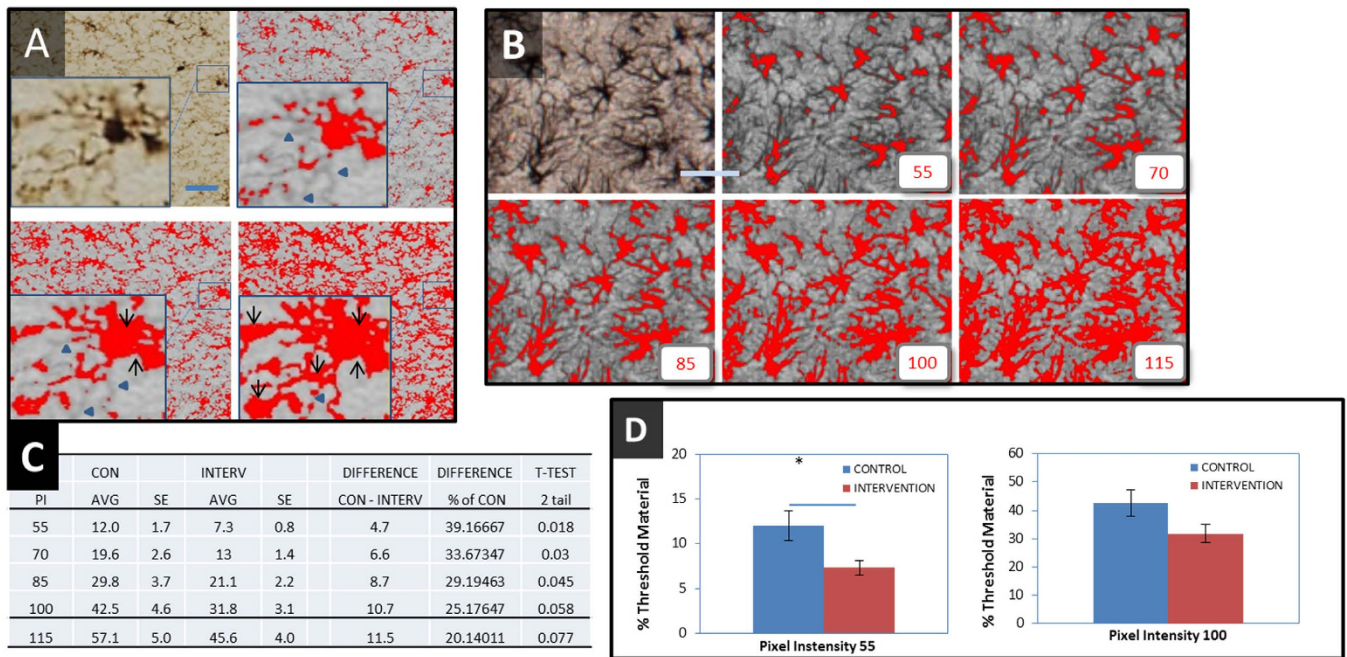 A
B
55
70
85
100
115
C
CON INTERV DIFFERENCE DIFFERENCE T-TEST
PI AVG SE AVG SE CON - INTERV % of CON 2 tail
55 12.0 1.7 7.3 0.8 4.7 39.16667 0.018
70 19.6 2.6 13 1.4 6.6 33.67347 0.03
85 29.8 3.7 21.1 2.2 8.7 29.19463 0.045
100 42.5 4.6 31.8 3.1 10.7 25.17647 0.058
115 57.1 5.0 45.6 4.0 11.5 20.14011 0.077
D
% Threshold Material
20
15
10
5
0
*
CONTROL
INTERVENTION
Pixel Instensity 55
% Threshold Material
60
50
40
30
20
10
0
CONTROL
INTERVENTION
Pixel Intensity 100